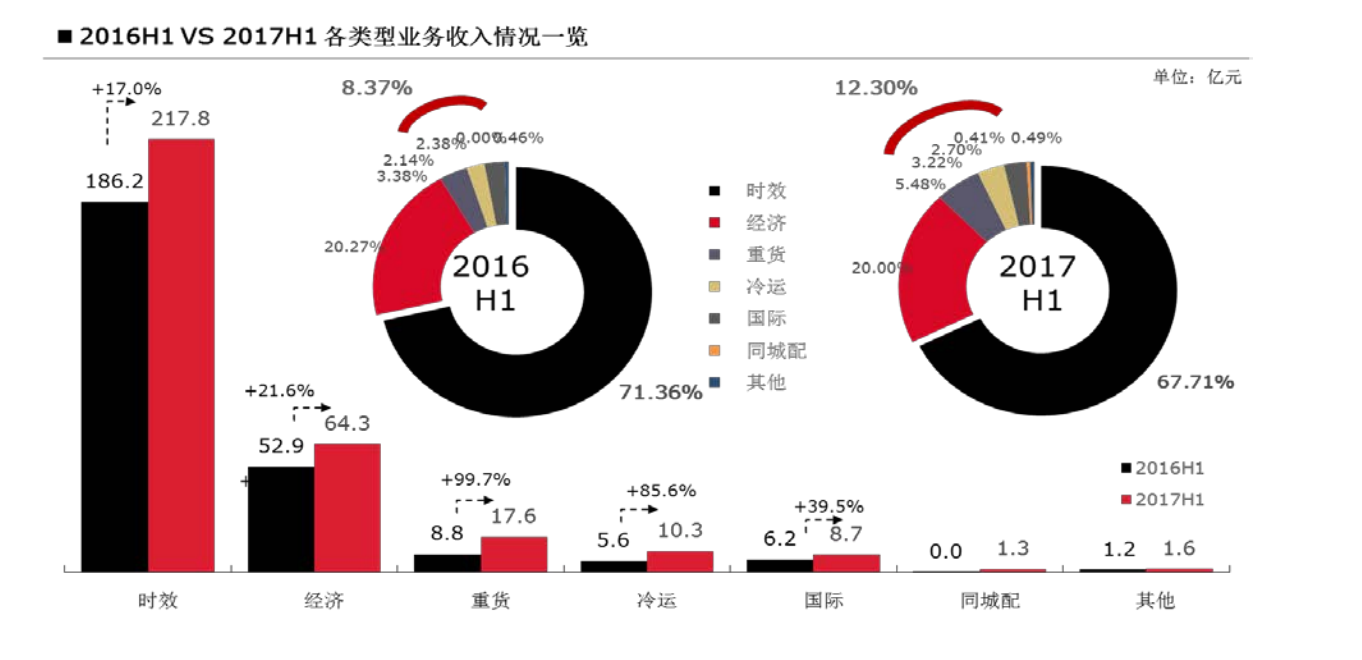 ■ 2016H1 VS 2017H1 各类型业务收入情况一览
单位：亿元
+17.0%
217.8
186.2
8.37%
0.00%
0.46%
2.38%
2.14%
3.38%
20.27%
2016
H1
71.36%
时效
经济
重货
冷运
国际
同城配
其他
12.30%
0.41%
0.49%
2.70%
3.22%
5.48%
20.00%
2017
H1
67.71%
+21.6%
64.3
52.9
+
+99.7%
17.6
8.8
+85.6%
10.3
5.6
+39.5%
8.7
6.2
1.3
0.0
1.6
1.2
2016H1
2017H1
时效 经济 重货 冷运 国际 同城配 其他